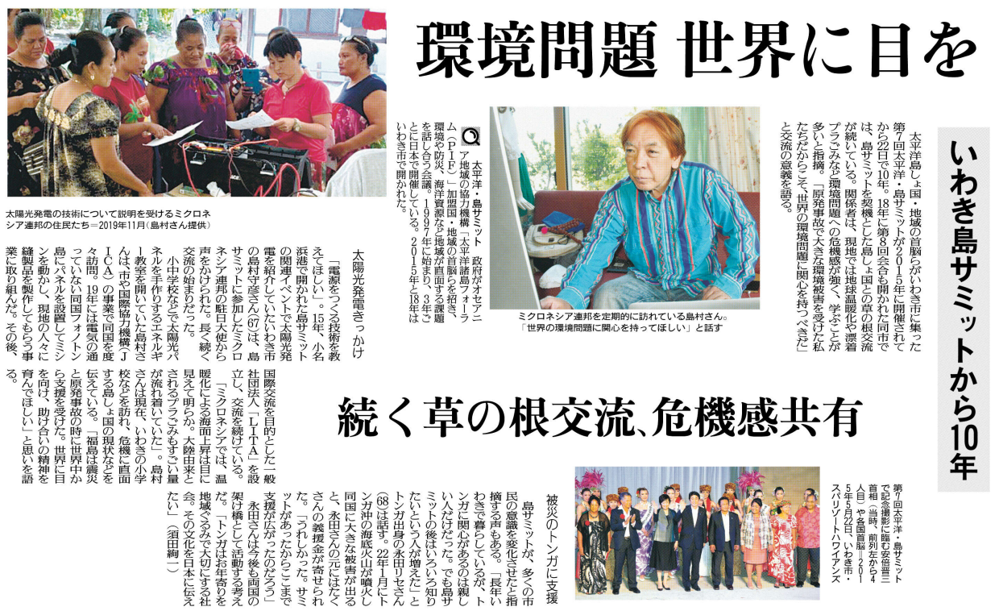 環境問題 世界に目を
いわき島サミットから10年
続く草の根交流、危機感共有
太平洋島しょ国・地域の首脳らがいわき市に集った
第7回太平洋・島サミットが2015年に開催されて
から22日で10年。18年に第8回会合も開かれた同市で
は、島サミットを契機とした島しょ国との草の根交流
が続いている。関係者は、現地では地球温暖化や漂着
プラごみなど環境問題への危機感が強く、学ぶことが
多いと指摘。「原発事故で大きな環境被害を受けた私
たちだからこそ、世界の環境問題に関心を持つべきだ」
と交流の意義を語る。
ミクロネシア連邦を定期的に訪れている島村さん。
「世界の環境問題に関心を持ってほしい」と話す
太平洋・島サミット 政府がオセアニ
ア地域の協力機構「太平洋諸島フォーラ
ム（PIF）」加盟国・地域の首脳らを招き、
環境や防災、海洋資源など地域が直面する課題
を話し合う会議。1997年に始まり、3年ご
とに日本で開催している。2015年と18年は
いわき市で開かれた。
太陽光発電の技術について説明を受けるミクロネ
シア連邦の住民たち＝2019年11月（島村さん提供）
太陽光発電きっかけ
「電源をつくる技術を教
えてほしい」。15年、小名
浜港で開かれた島サミット
の関連イベントで太陽光発
電を紹介していたいわき市
の島村守彦さん（67）は、島
サミットに参加したミクロ
ネシア連邦の駐日大使から
声をかけられた。長く続く
交流の始まりだった。
小中学校などで太陽光パ
ネルを手作りするエネルギ
ー教室を開いていた島村さ
んは、市や国際協力機構（J
ICA）の事業で同国を度
々訪問。19年には電気の通
っていない同国フォノトン
島にパネルを設置してミシ
ンを動かし、現地の人々に
縫製品を製作してもらう事
業に取り組んだ。その後、
国際交流を目的とした一般
社団法人「LITA」を設
立し、交流を続けている。
「ミクロネシアでは、温
暖化による海面上昇は目に
見えて明らか。大陸由来と
されるプラごみもすごい量
が流れ着いていた」。島村
さんは現在、いわきの小学
校などを訪れ、危機に直面
する島しょ国の現状などを
伝えている。「福島は震災
と原発事故の時に世界中か
ら支援を受けた。世界に目
を向け、助け合いの精神を
育んでほしい」と思いを語
る。
第7回太平洋・島サミット
で記念撮影に臨む安倍晋三
首相（当時、前列左から4
人目）や各国首脳＝201
5年5月22日、いわき市・
スパリゾートハワイアンズ
被災のトンガに支援
島サミットが、多くの市
民の意識を変化させたと指
摘する声もある。「長年い
わきで暮らしているが、ト
ンガに関心があるのは親し
い人だけだった。でも島サ
ミットの後はいろいろ知り
たいという人が増えた」と
トンガ出身の永田リセさん
（68）は話す。22年1月にト
ンガ沖の海底火山が噴火し
同国に大きな被害が出る
と、永田さんの元にはたく
さんの義援金が寄せられ
た。「うれしかった。サミ
ットがあったからここまで
支援が広がったのだろう」
永田さんは今後も両国の
架け橋として活動する考え
だ。「トンガはお年寄りを
地域ぐるみで大切にする社
会。その文化を日本に伝え
たい」（須田絢一）